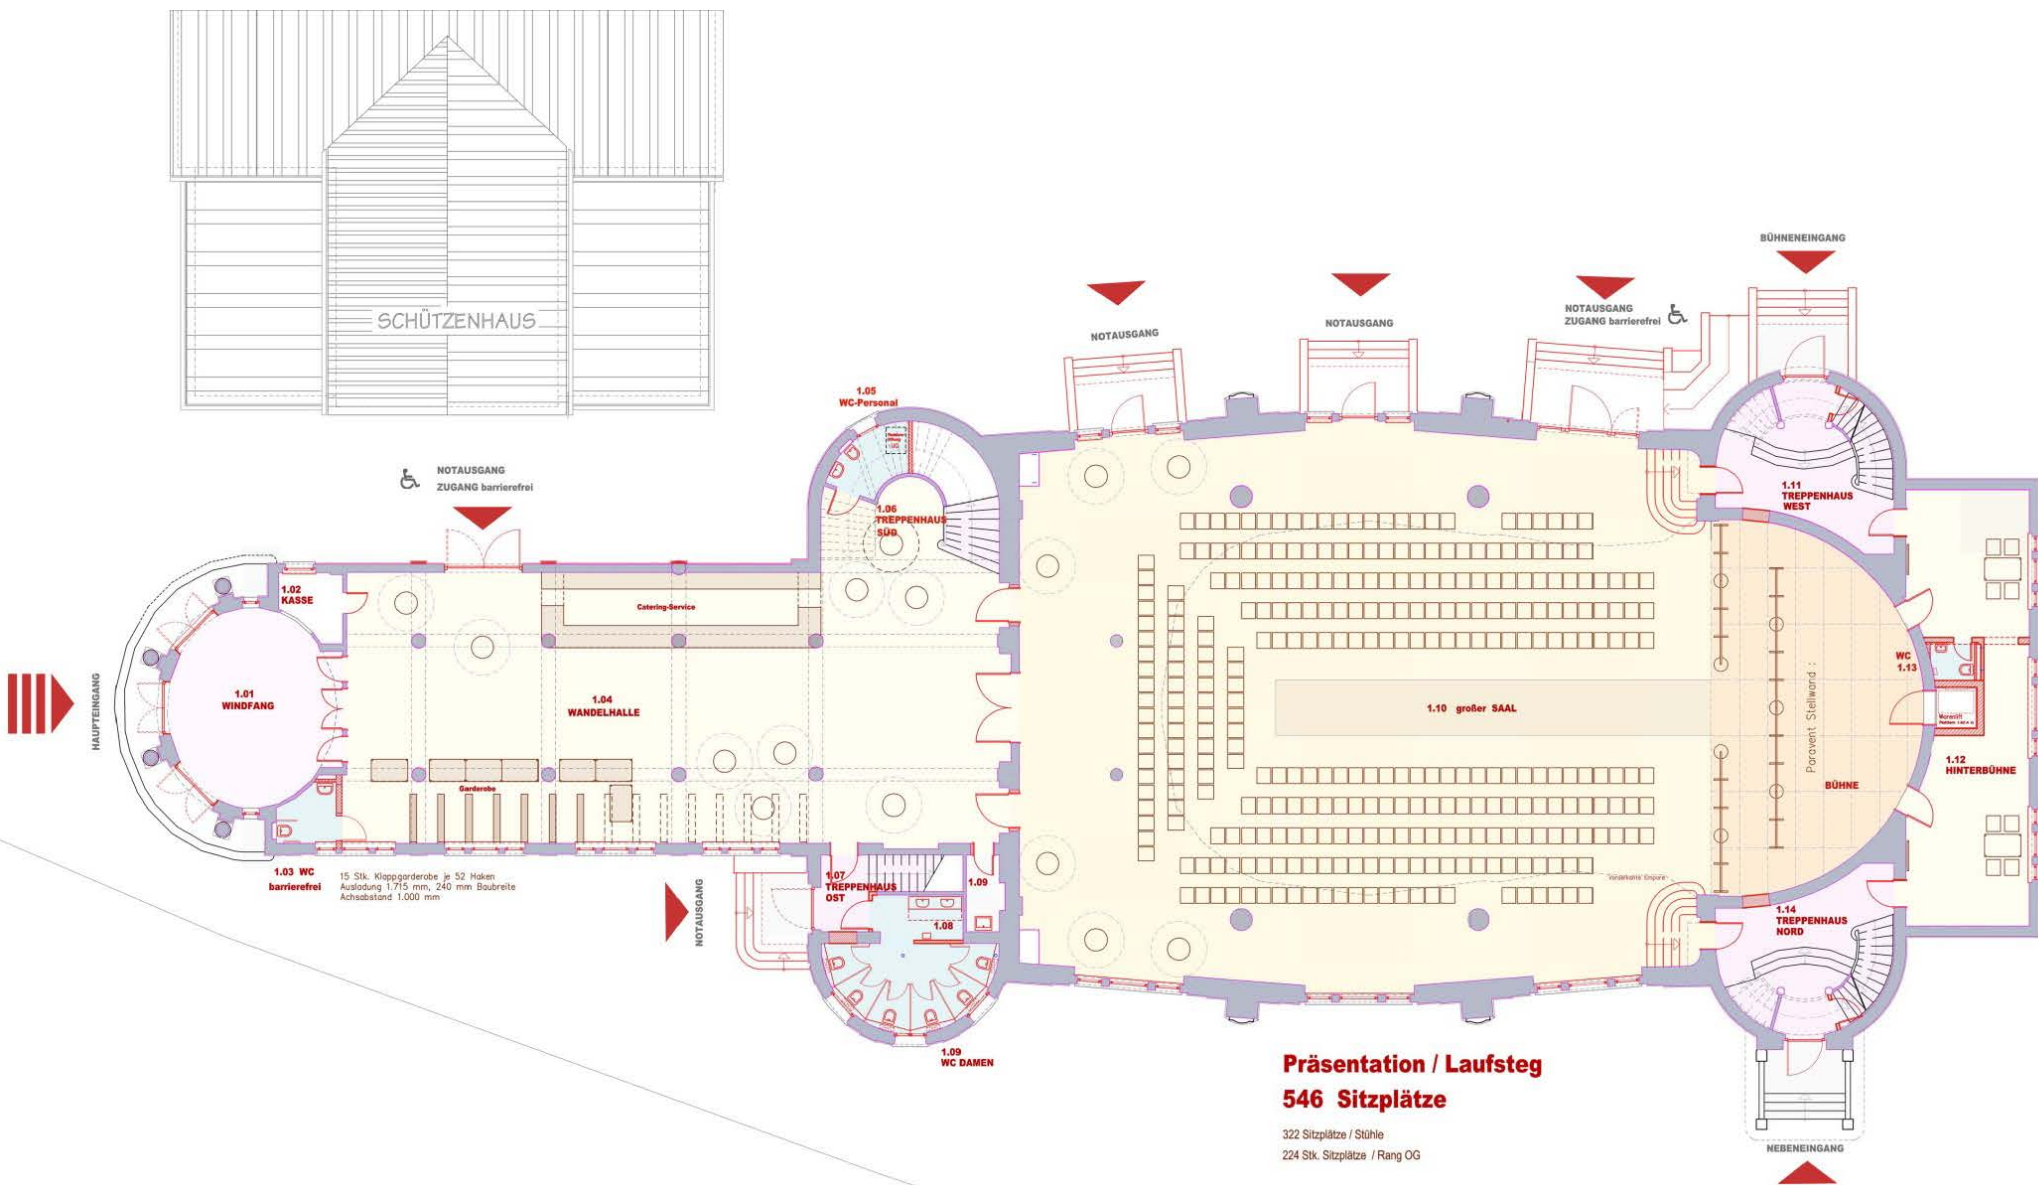 SCHÜTZENHAUS
BÜHNENEINGANG
NOTAUSGANG
NOTAUSGANG
NOTAUSGANG
ZUGANG barrierefrei
NOTAUSGANG
ZUGANG barrierefrei
1.05
WC-Personal
1.06
TREPPENHAUS
SÜD
1.11
TREPPENHAUS
WEST
1.02
KASSE
Catering-Service
HAUPTEINGANG
1.01
WINDFANG
1.04
WANDELHALLE
1.10 großer SAAL
WC
1.13
Warenlift
Paravent Stellwand :
BÜHNE
1.12
HINTERBÜHNE
Garderobe
1.03 WC
barrierefrei
15 Stk. Klappgarderobe je 52 Haken
Ausladung 1.715 mm, 240 mm Baubreite
Achsabstand 1.000 mm
NOTAUSGANG
1.07
TREPPENHAUS
OST
1.09
1.08
Vorderkante Empore
1.14
TREPPENHAUS
NORD
1.09
WC DAMEN
Präsentation / Laufsteg
546 Sitzplätze
322 Sitzplätze / Stühle
224 Stk. Sitzplätze / Rang OG
NEBENEINGANG